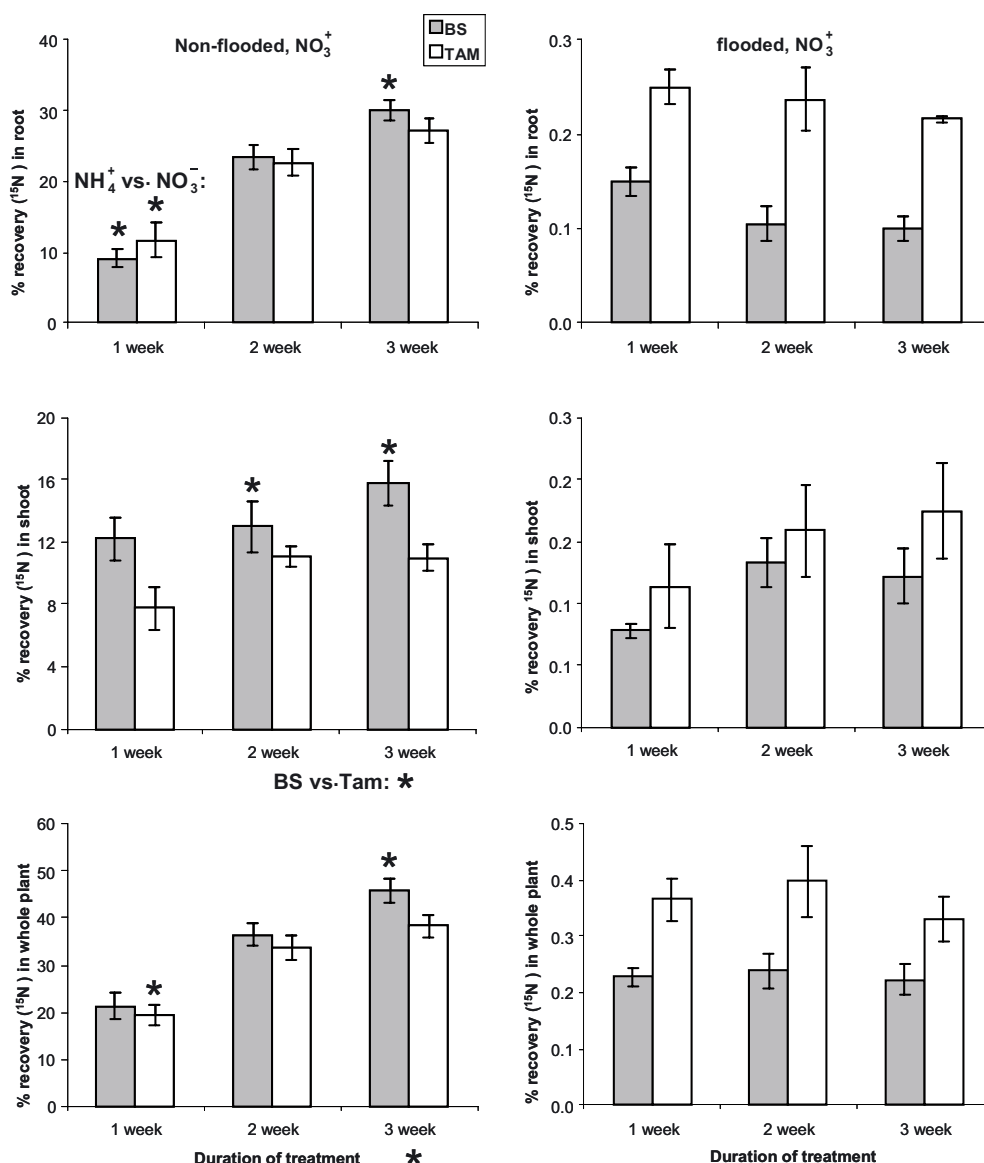 Non-flooded, NO₃⁺
BS
TAM
% recovery (¹⁵N ) in root
40
30
20
10
0
NH₄⁺ vs. NO₃⁻:
*
*
*
1 week
2 week
3 week
flooded, NO₃⁺
% recovery (¹⁵N ) in root
0.3
0.2
0.1
0.0
1 week
2 week
3 week
% recovery (¹⁵N ) in shoot
20
16
12
8
4
0
*
*
1 week
2 week
3 week
BS vs.Tam: *
% recovery ¹⁵N ) in shoot
0.3
0.2
0.2
0.1
0.1
0.0
1 week
2 week
3 week
% recovery (¹⁵N ) in whole plant
60
50
40
30
20
10
0
*
*
1 week
2 week
3 week
Duration of treatment *
% recovery (¹⁵N ) in whole plant
0.5
0.4
0.3
0.2
0.1
0.0
1 week
2 week
3 week
Duration of treatment